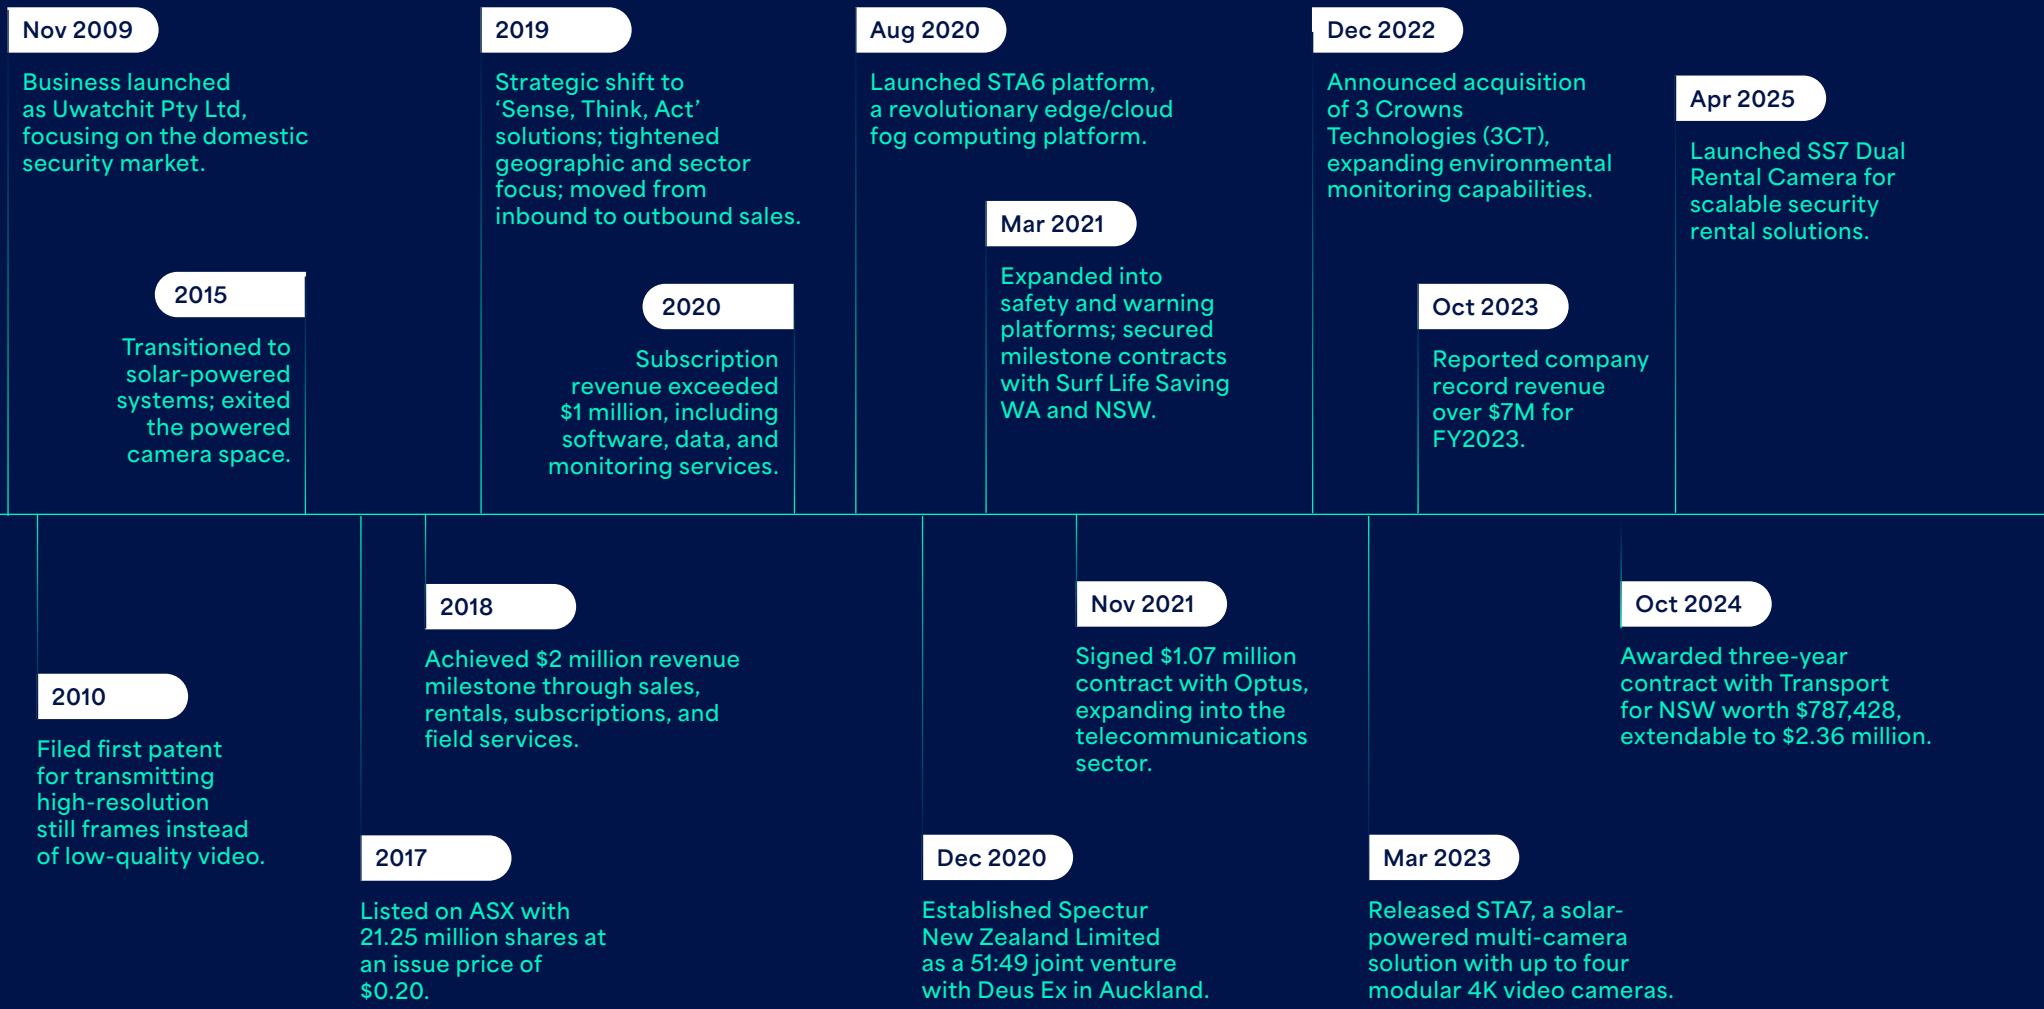 Nov 2009
Business launched
as Uwatchit Pty Ltd,
focusing on the domestic
security market.
2015
Transitioned to
solar-powered
systems; exited
the powered
camera space.
2019
Strategic shift to
‘Sense, Think, Act’
solutions; tightened
geographic and sector
focus; moved from
inbound to outbound sales.
2020
Subscription
revenue exceeded
$1 million, including
software, data, and
monitoring services.
Aug 2020
Launched STA6 platform,
a revolutionary edge/cloud
fog computing platform.
Mar 2021
Expanded into
safety and warning
platforms; secured
milestone contracts
with Surf Life Saving
WA and NSW.
Dec 2022
Announced acquisition
of 3 Crowns
Technologies (3CT),
expanding environmental
monitoring capabilities.
Oct 2023
Reported company
record revenue
over $7M for
FY2023.
Apr 2025
Launched SS7 Dual
Rental Camera for
scalable security
rental solutions.
2010
Filed first patent
for transmitting
high-resolution
still frames instead
of low-quality video.
2017
Listed on ASX with
21.25 million shares at
an issue price of
$0.20.
2018
Achieved $2 million revenue
milestone through sales,
rentals, subscriptions, and
field services.
Dec 2020
Established Spectur
New Zealand Limited
as a 51:49 joint venture
with Deus Ex in Auckland.
Nov 2021
Signed $1.07 million
contract with Optus,
expanding into the
telecommunications
sector.
Mar 2023
Released STA7, a solar-
powered multi-camera
solution with up to four
modular 4K video cameras.
Oct 2024
Awarded three-year
contract with Transport
for NSW worth $787,428,
extendable to $2.36 million.